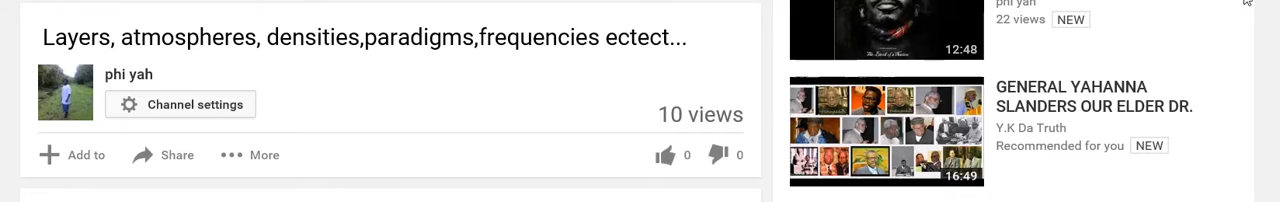 Layers, atmospheres, densities,paradigms,frequencies ectect...
phi yah
Channel settings
10 views
Add to
Share
More
0
0
phi yah
22 views
NEW
12:48
GENERAL YAHANNA
SLANDERS OUR ELDER DR.
Y.K Da Truth
Recommended for you
NEW
16:49